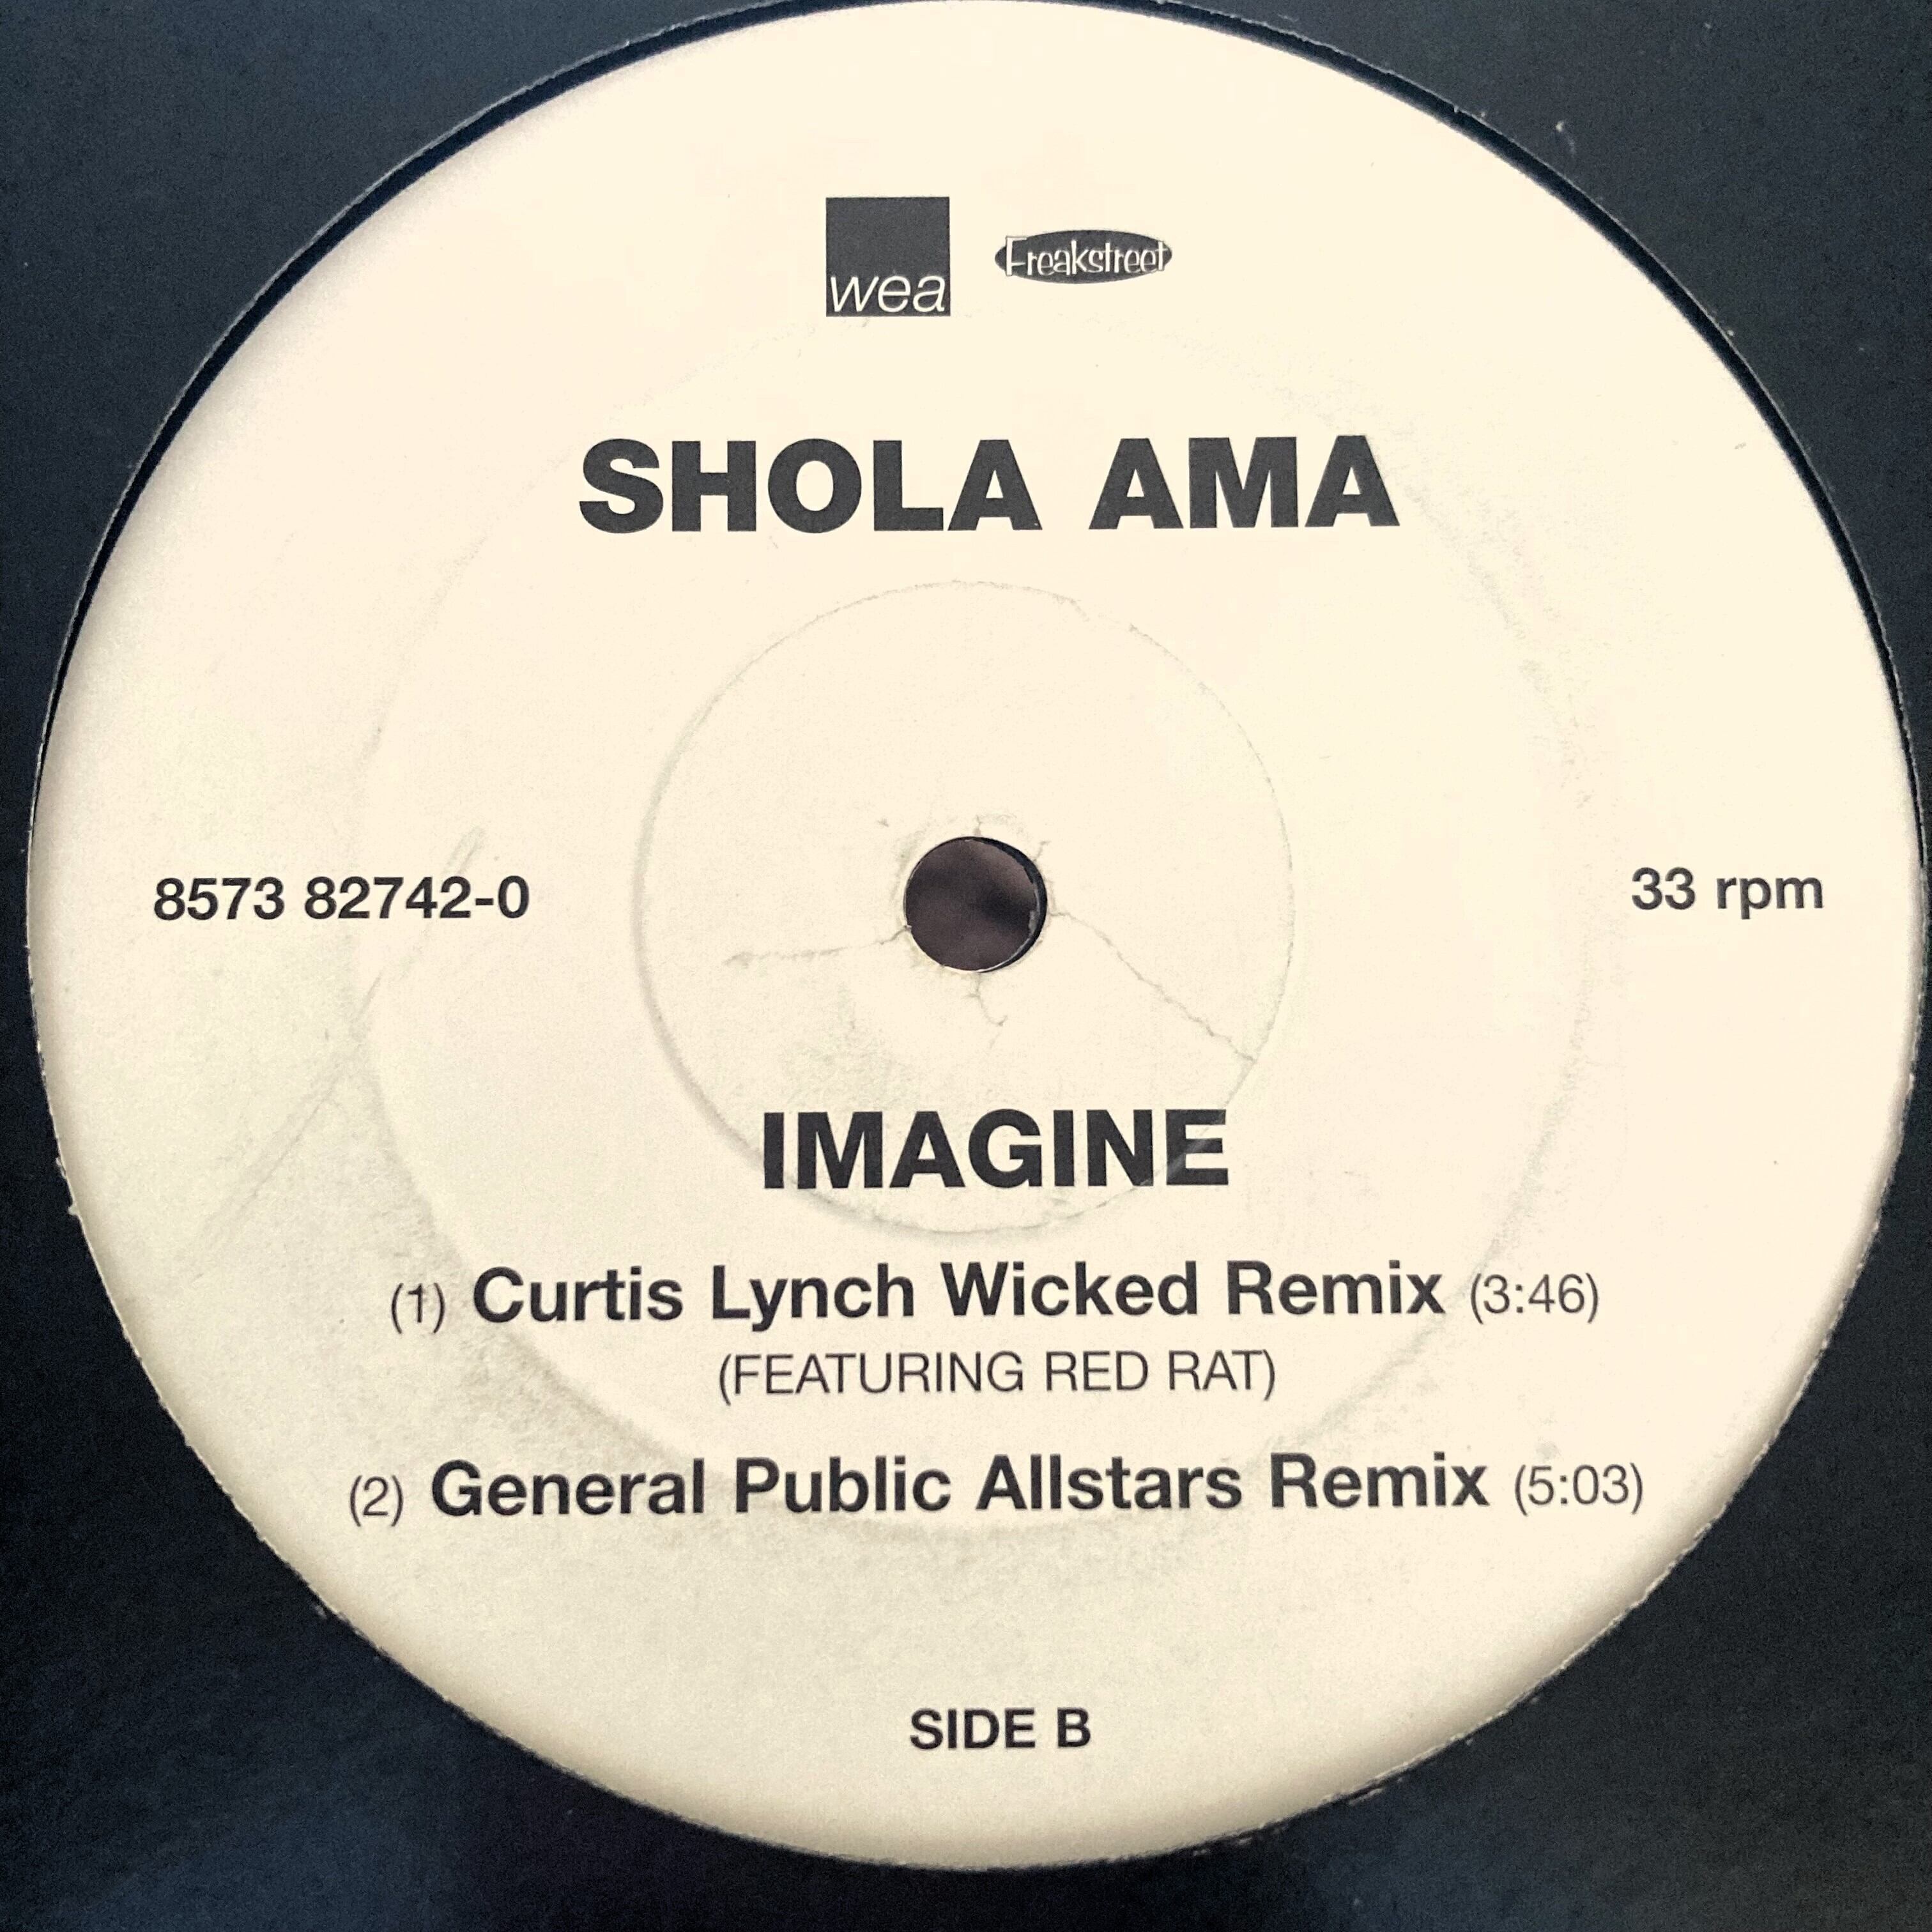 wea Freakstreet
SHOLA AMA
8573 82742-0 33 rpm
IMAGINE
(1) Curtis Lynch Wicked Remix (3:46)
(FEATURING RED RAT)
(2) General Public Allstars Remix (5:03)
SIDE B